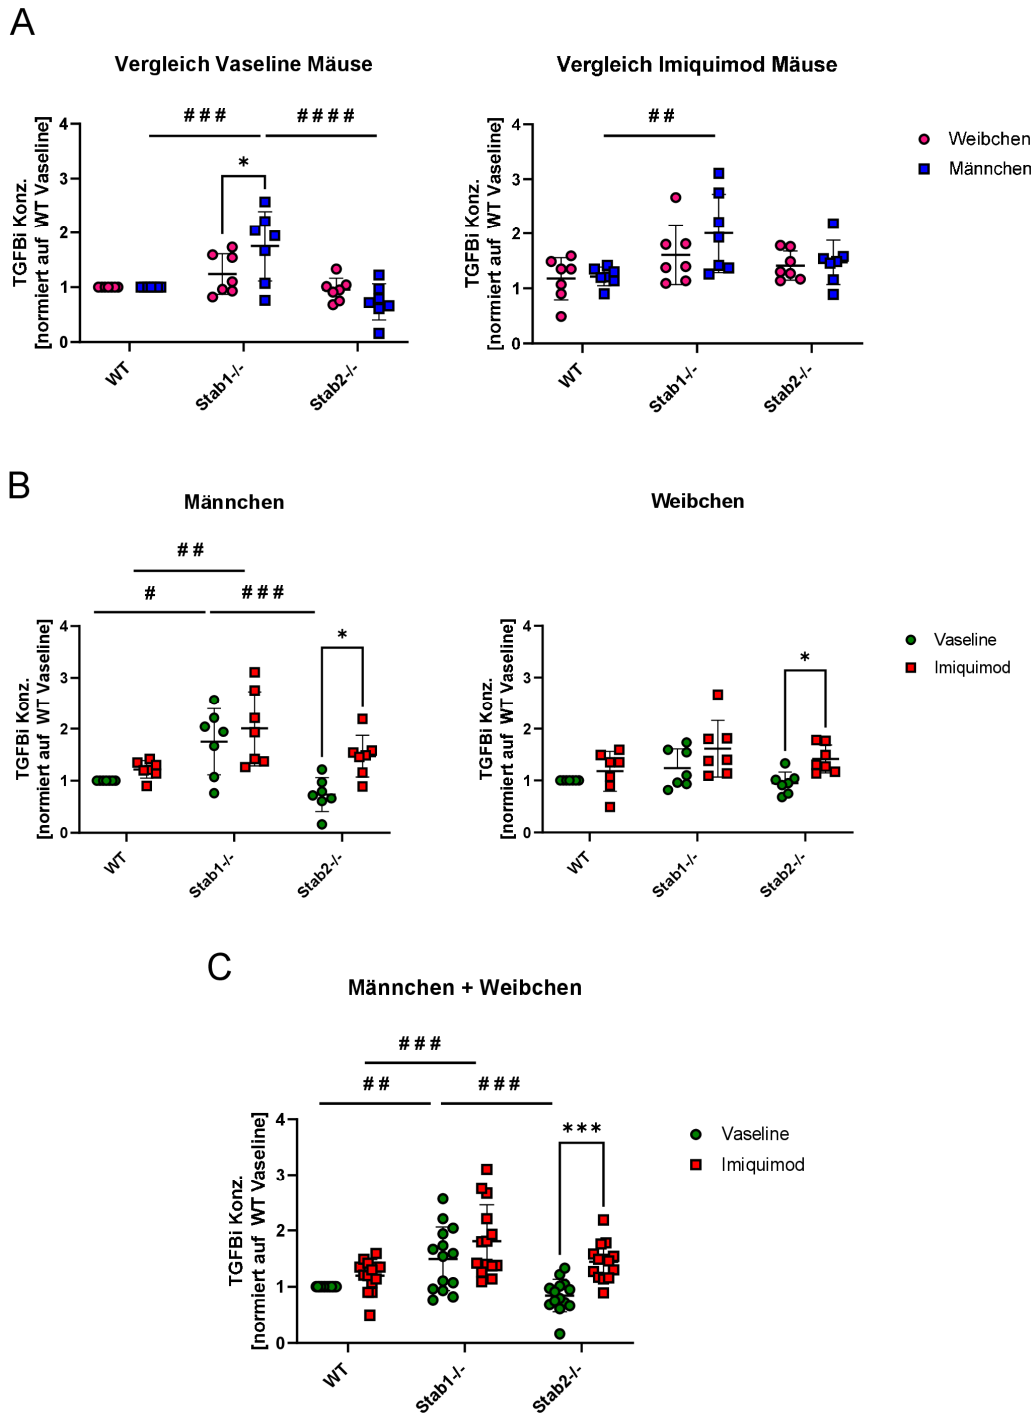 A
Vergleich Vaseline Mäuse
Vergleich Imiquimod Mäuse
###
####
*
##
Weibchen
Männchen
TGFBi Konz.
[normiert auf WT Vaseline]
4
3
2
1
0
WT
Stab1-/-
Stab2-/-
TGFBi Konz.
[normiert auf WT Vaseline]
4
3
2
1
0
WT
Stab1-/-
Stab2-/-
B
Männchen
Weibchen
##
#
###
*
*
Vaseline
Imiquimod
TGFBi Konz.
[normiert auf WT Vaseline]
4
3
2
1
0
WT
Stab1-/-
Stab2-/-
TGFBi Konz.
[normiert auf WT Vaseline]
4
3
2
1
0
WT
Stab1-/-
Stab2-/-
C
Männchen + Weibchen
###
##
###
***
Vaseline
Imiquimod
TGFBi Konz.
[normiert auf WT Vaseline]
4
3
2
1
0
WT
Stab1-/-
Stab2-/-